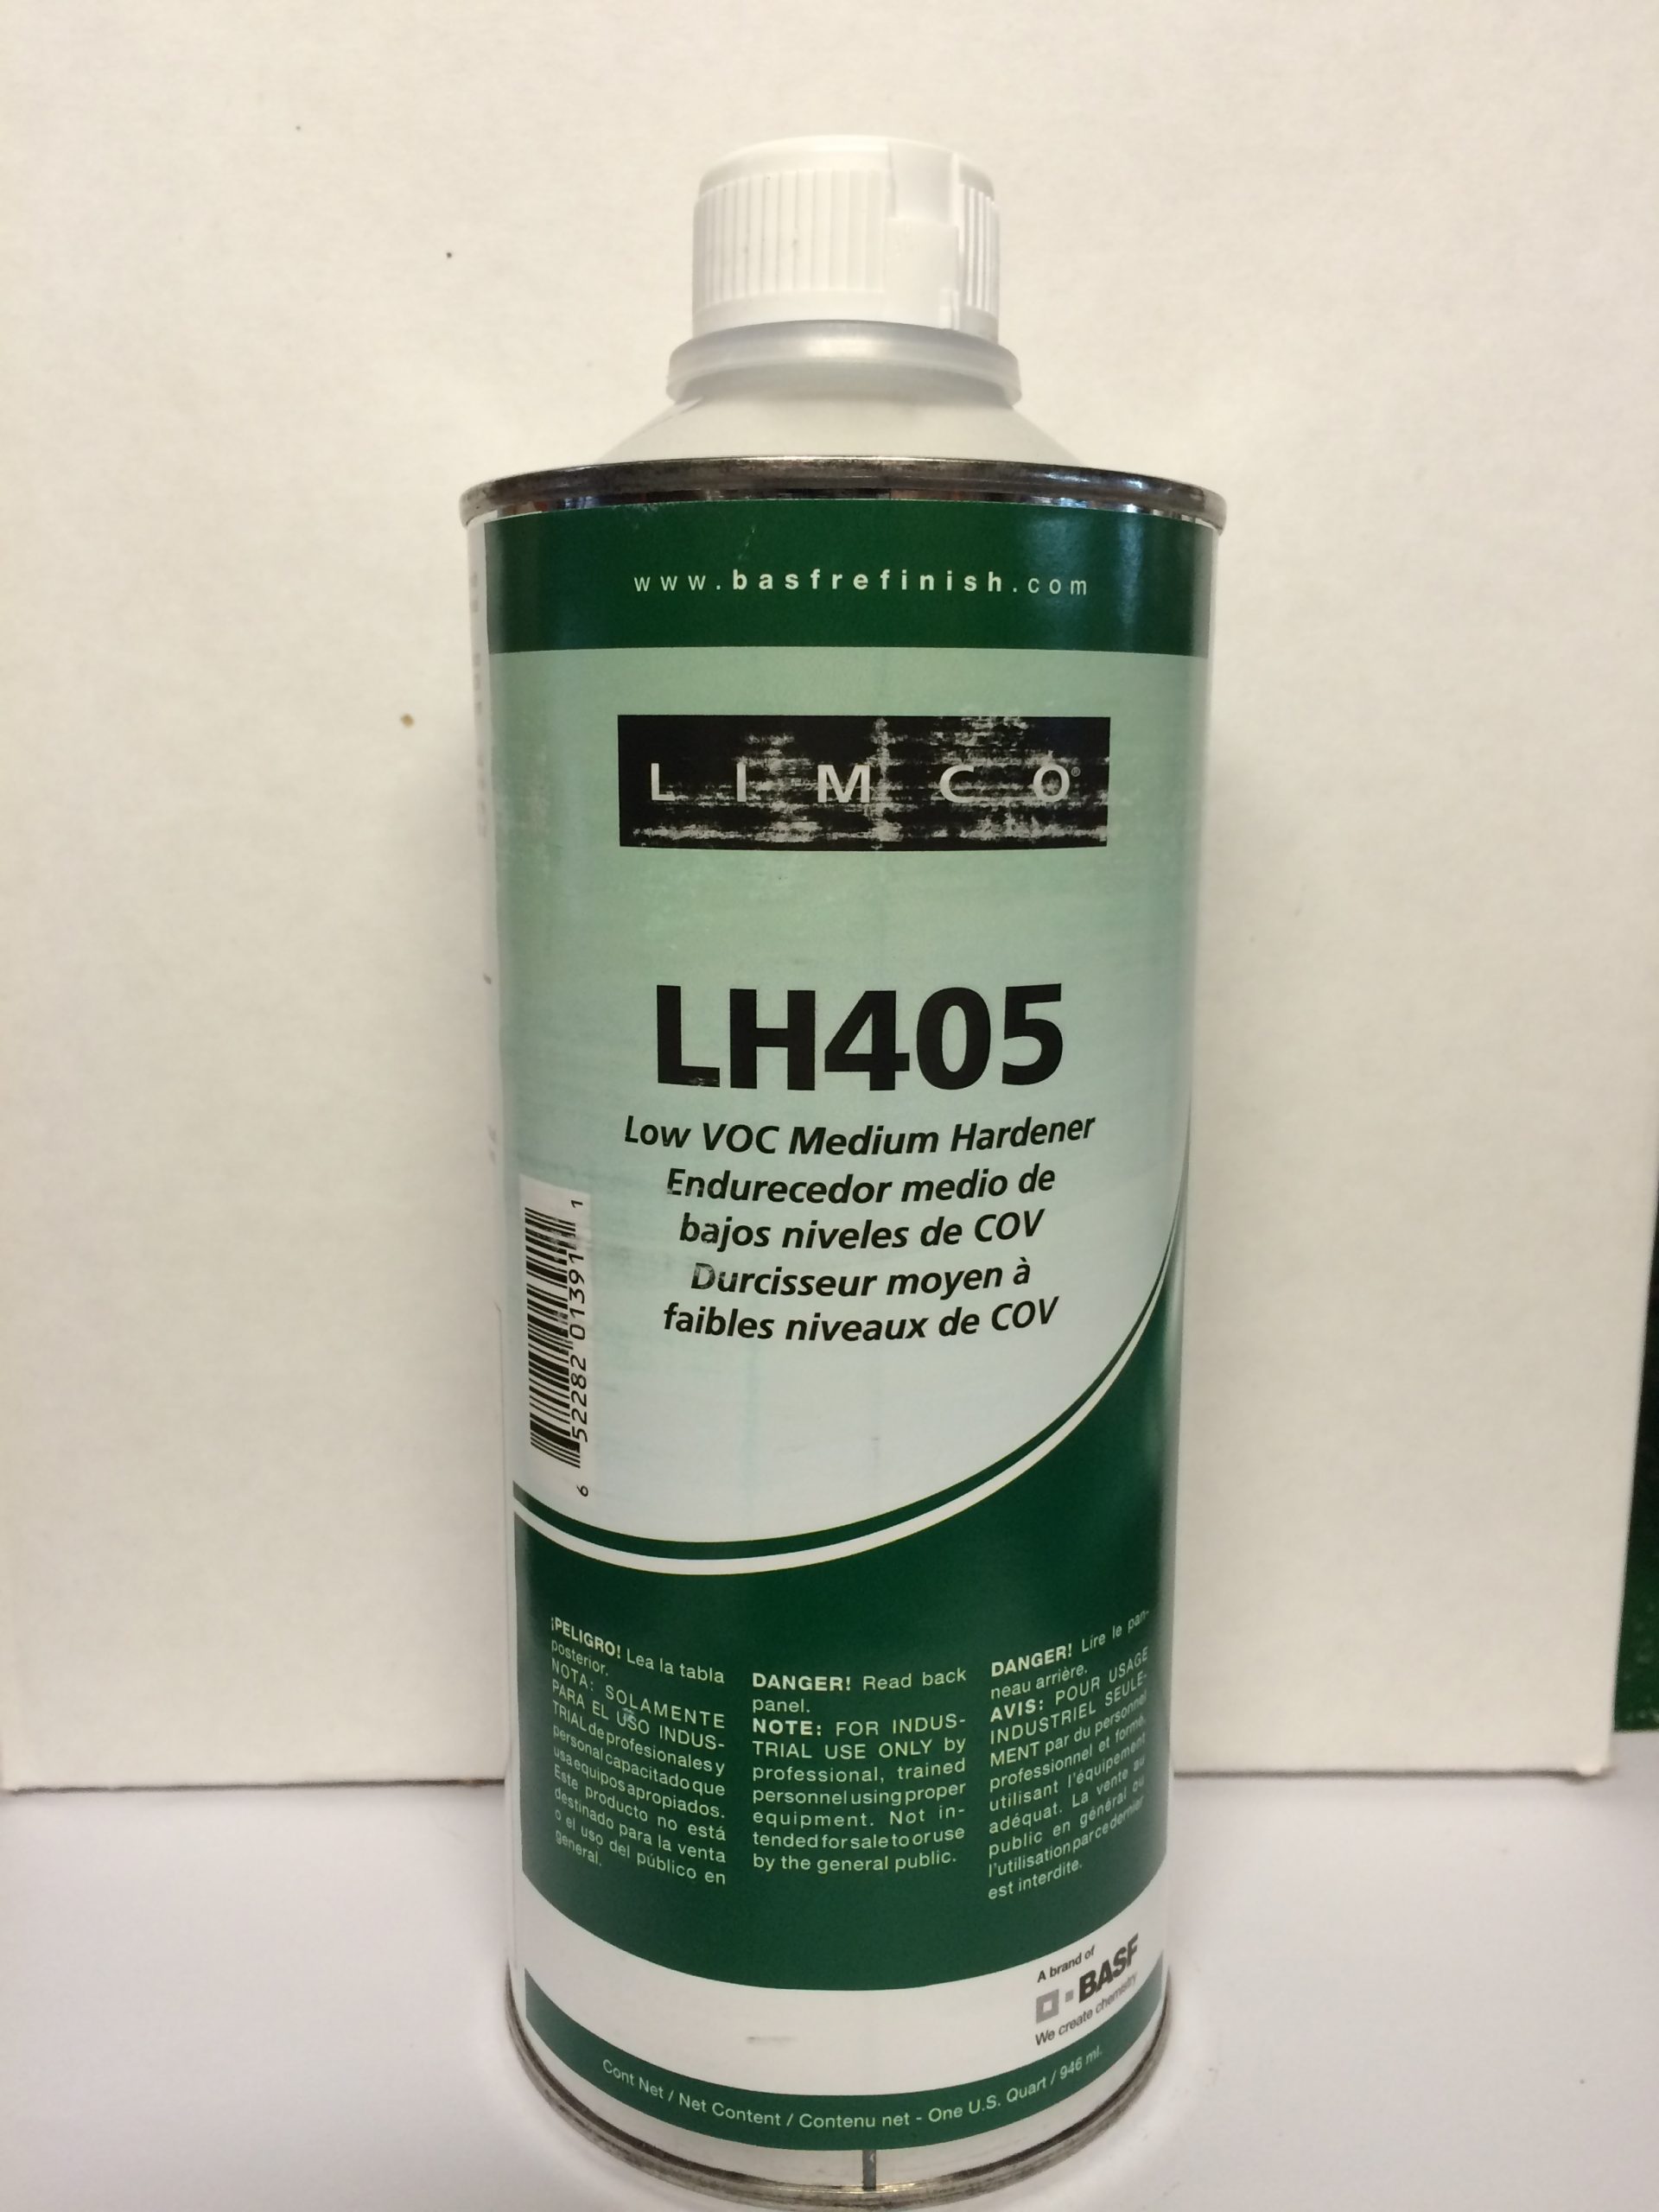 www.basfrefinish.com
LIMCO®
LH405
Low VOC Medium Hardener
Endurecedor medio de
bajos niveles de COV
Durcisseur moyen à
faibles niveaux de COV
6 52282 01391 1
¡PELIGRO! Lea la tabla
posterior.
NOTA: SOLAMENTE
PARA EL USO INDUS-
TRIAL de profesionales y
personal capacitado que
usa equipos apropiados.
Este producto no está
destinado para la venta
o el uso del público en
general.
DANGER! Read back
panel.
NOTE: FOR INDUS-
TRIAL USE ONLY by
professional, trained
personnel using proper
equipment. Not in-
tended for sale to or use
by the general public.
DANGER! Lire le pan-
neau arrière.
AVIS: POUR USAGE
INDUSTRIEL SEULE-
MENT par du personnel
professionnel et formé,
utilisant l'équipement
adéquat. La vente au
public en général ou
l'utilisation par ce dernier
est interdite.
A brand of
BASF
We create chemistry
Cont Net / Net Content / Contenu net - One U.S. Quart / 946 ml.